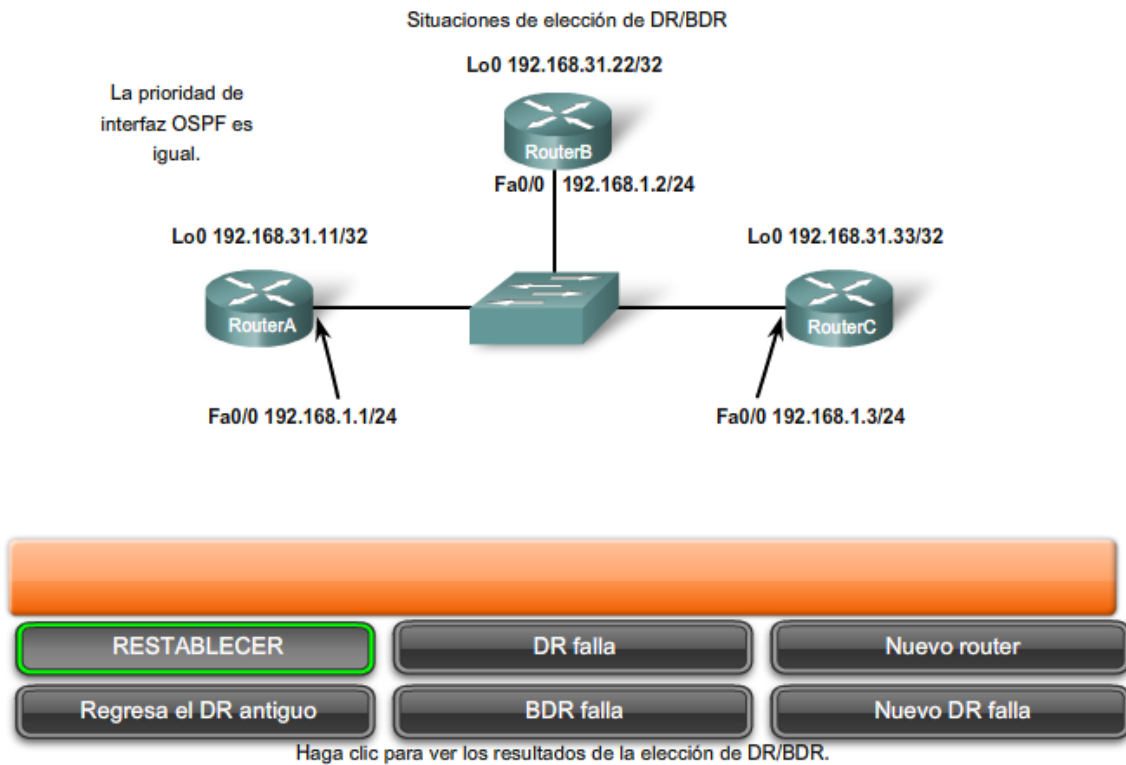 Situaciones de elección de DR/BDR
Lo0 192.168.31.22/32
La prioridad de
interfaz OSPF es
igual.
RouterB
Fa0/0 192.168.1.2/24
Lo0 192.168.31.11/32
Lo0 192.168.31.33/32
RouterA
RouterC
Fa0/0 192.168.1.1/24
Fa0/0 192.168.1.3/24
RESTABLECER
DR falla
Nuevo router
Regresa el DR antiguo
BDR falla
Nuevo DR falla
Haga clic para ver los resultados de la elección de DR/BDR.